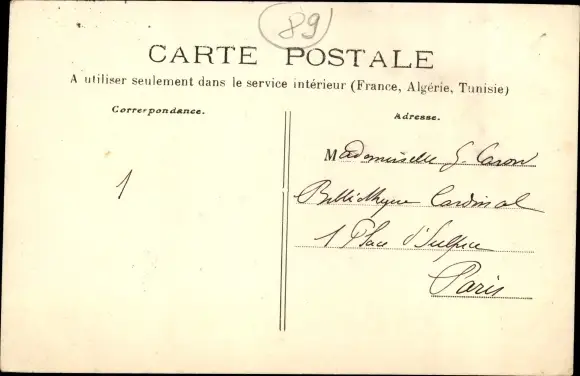 89
CARTE POSTALE
A utiliser seulement dans le service intérieur (France, Algérie, Tunisie)
Correspondance.
Adresse.
1
Mademoiselle G. Caron
Bibliothèque Cardinal
1 Place St Sulpice
Paris